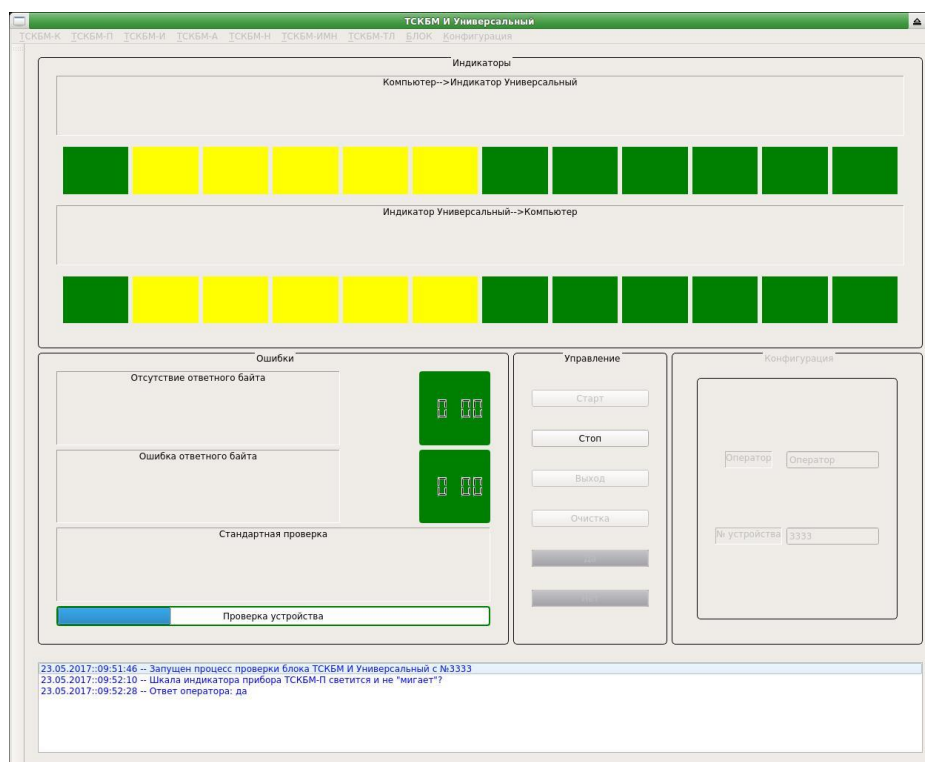 ТСКБМ И Универсальный
ТСКБМ-К ТСКБМ-П ТСКБМ-И ТСКБМ-А ТСКБМ-Н ТСКБМ-ИМН ТСКБМ-ТЛ БЛОК Конфигурация
Индикаторы
Компьютер-->Индикатор Универсальный
Индикатор Универсальный-->Компьютер
Ошибки
Отсутствие ответного байта
0 00
Ошибка ответного байта
0 00
Стандартная проверка
Проверка устройства
Управление
Старт
Стоп
Выход
Очистка
Конфигурация
Оператор Оператор
№ устройства 3333
23.05.2017::09:51:46 -- Запущен процесс проверки блока ТСКБМ И Универсальный с №3333
23.05.2017::09:52:10 -- Шкала индикатора прибора ТСКБМ-П светится и не "мигает"?
23.05.2017::09:52:28 -- Ответ оператора: да